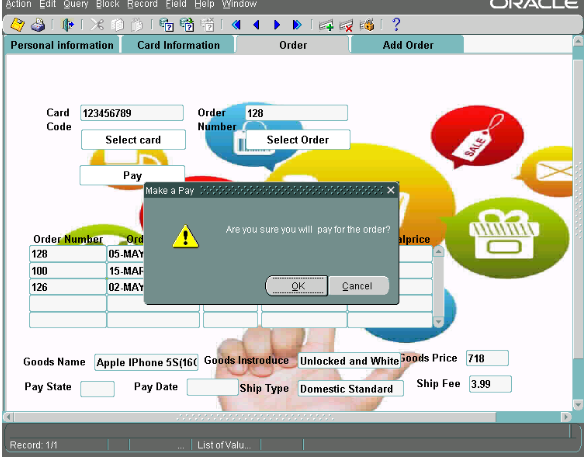 Action Edit Query Block Record Field Help Window
ORACLE
Personal information Card Information Order Add Order
Card Code 123456789 Order Number 128
Select card Select Order
SALE
Pay
Make a Pay
Are you sure you will pay for the order?
OK Cancel
Order Number
128 05-MAY
100 15-MAR
126 02-MAY
Goods Name Apple IPhone 5S(16G Goods Instroduce Unlocked and White Goods Price 718
Pay State Pay Date Ship Type Domestic Standard Ship Fee 3.99
Record: 1/1 ... List of Valu...